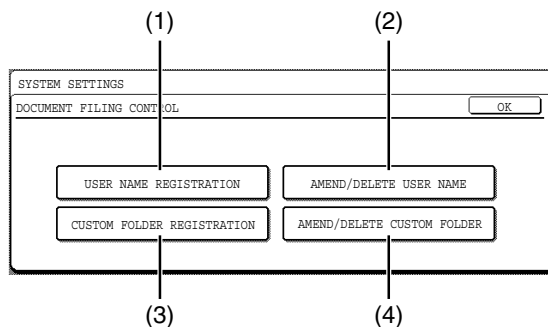 (1) (2)
SYSTEM SETTINGS
DOCUMENT FILING CONTROL OK
USER NAME REGISTRATION AMEND/DELETE USER NAME
CUSTOM FOLDER REGISTRATION AMEND/DELETE CUSTOM FOLDER
(3) (4)